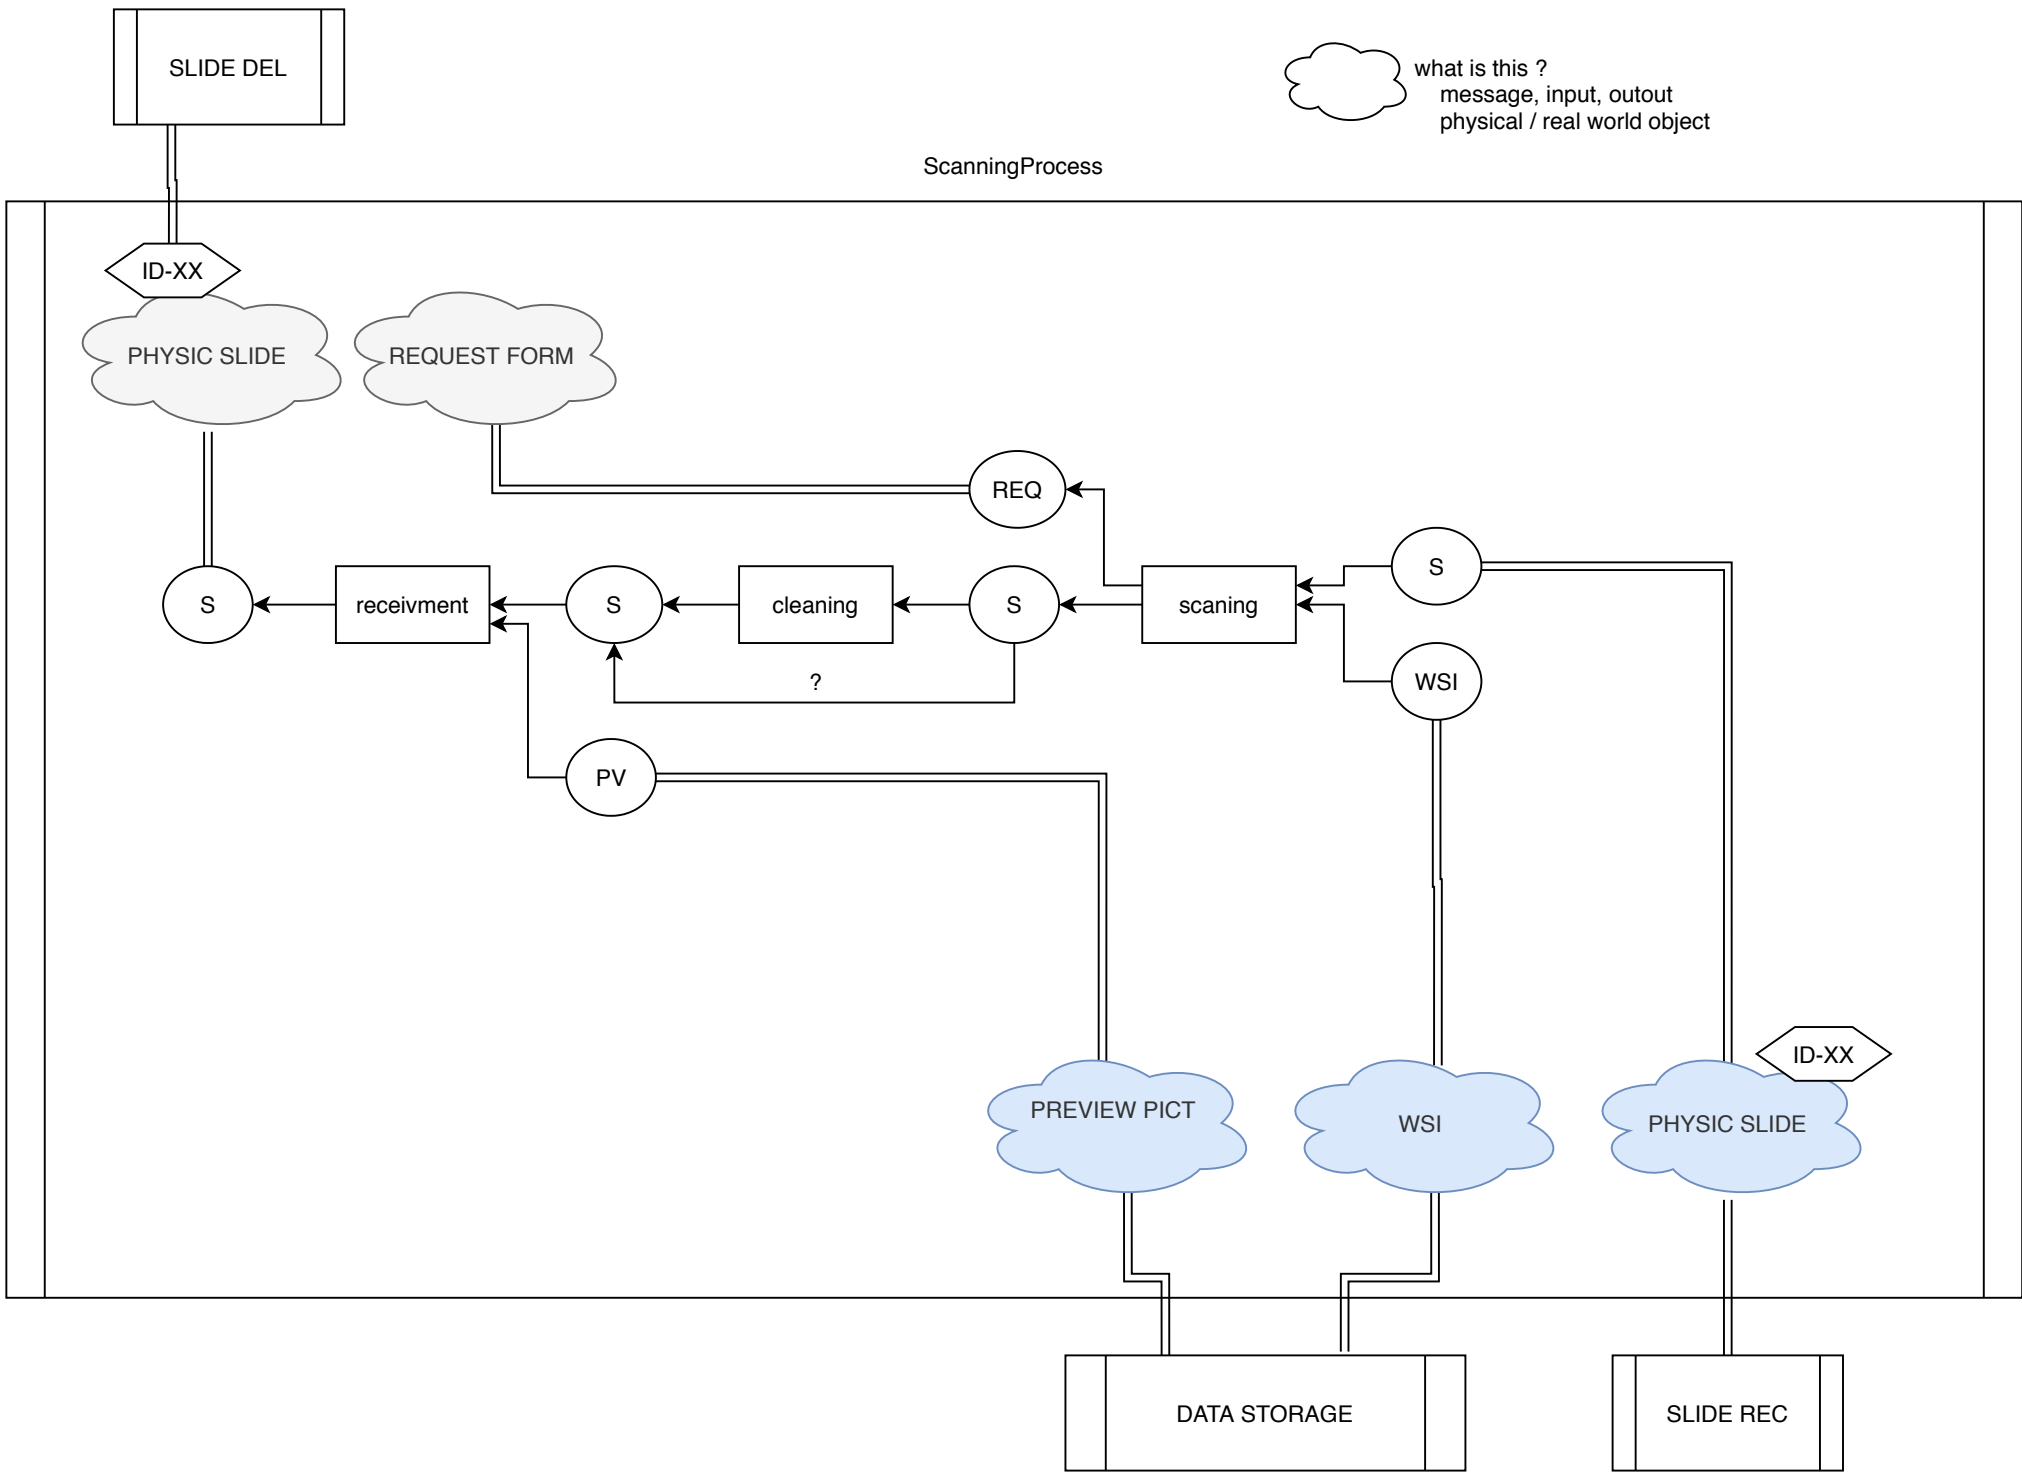 SLIDE DEL
what is this ?
message, input, outout
physical / real world object
ScanningProcess
ID-XX
PHYSIC SLIDE
REQUEST FORM
REQ
S
S
receivment
S
cleaning
S
scaning
?
WSI
PV
ID-XX
PREVIEW PICT
WSI
PHYSIC SLIDE
DATA STORAGE
SLIDE REC